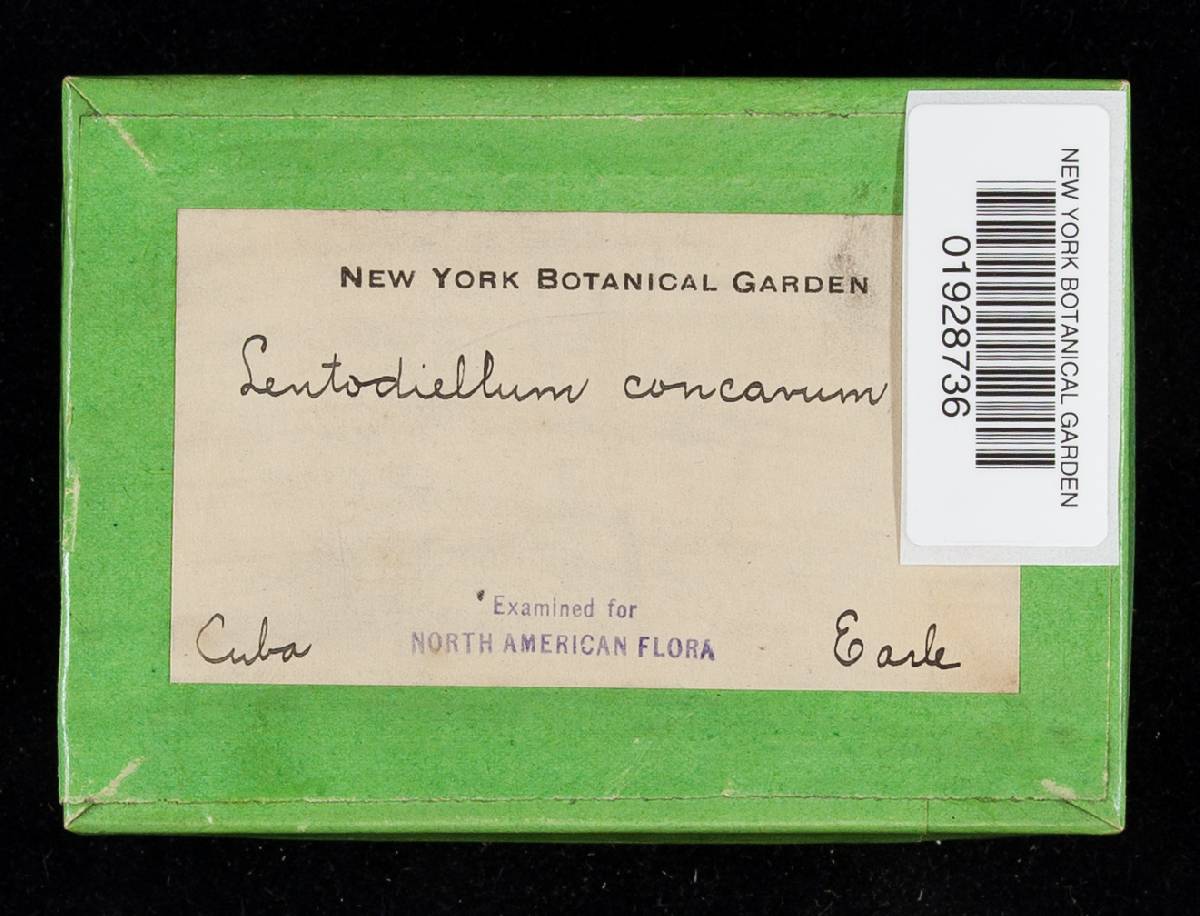 NEW YORK BOTANICAL GARDEN
Lentodiellum concavum
Cuba
Examined for
NORTH AMERICAN FLORA
Earle
NEW YORK BOTANICAL GARDEN
01928736